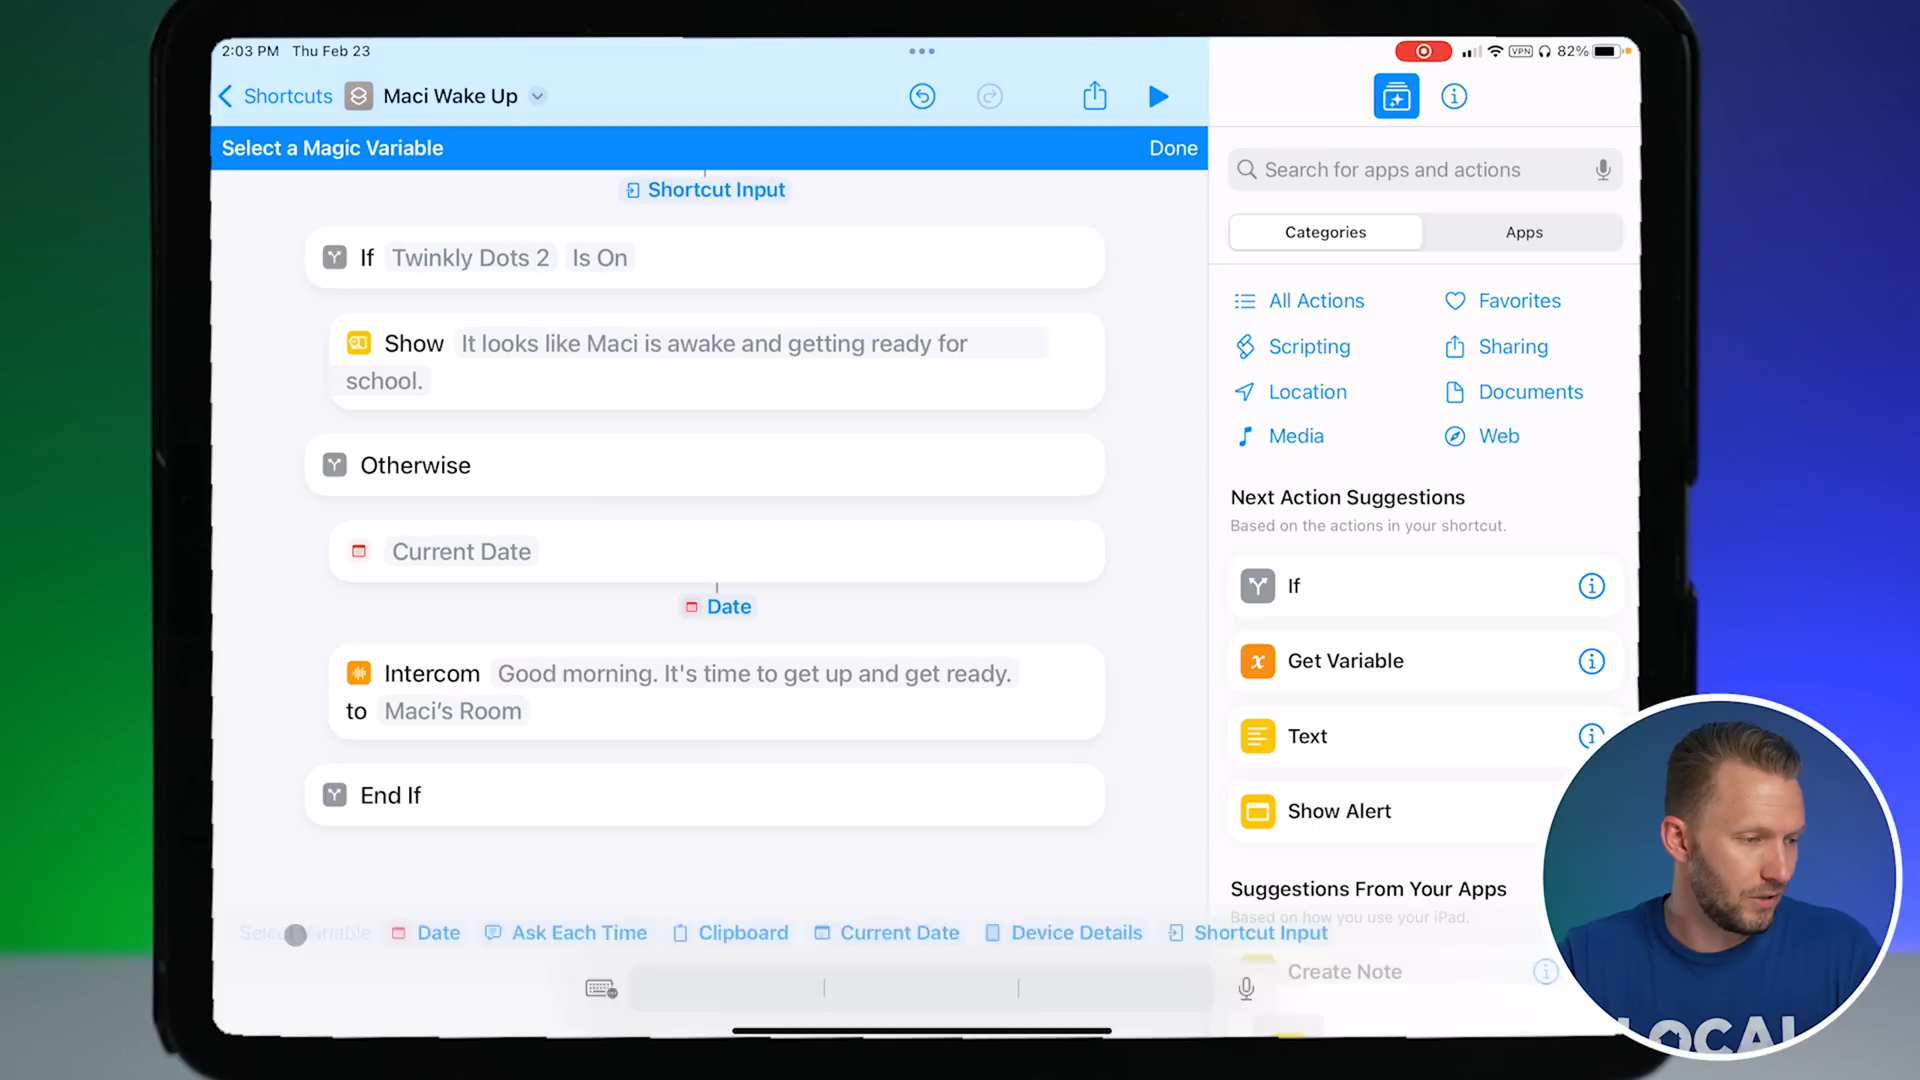 2:03 PM Thu Feb 23
82%
VPN
Shortcuts
Maci Wake Up
Select a Magic Variable
Done
Shortcut Input
If Twinkly Dots 2 Is On
Show It looks like Maci is awake and getting ready for
school.
Otherwise
Current Date
Date
Intercom Good morning. It's time to get up and get ready.
to Maci's Room
End If
Select Variable
Date
Ask Each Time
Clipboard
Current Date
Device Details
Shortcut Input
Search for apps and actions
Categories
Apps
All Actions
Favorites
Scripting
Sharing
Location
Documents
Media
Web
Next Action Suggestions
Based on the actions in your shortcut.
If
Get Variable
x
Text
Show Alert
Suggestions From Your Apps
Based on how you use your iPad.
Create Note
LOCAL